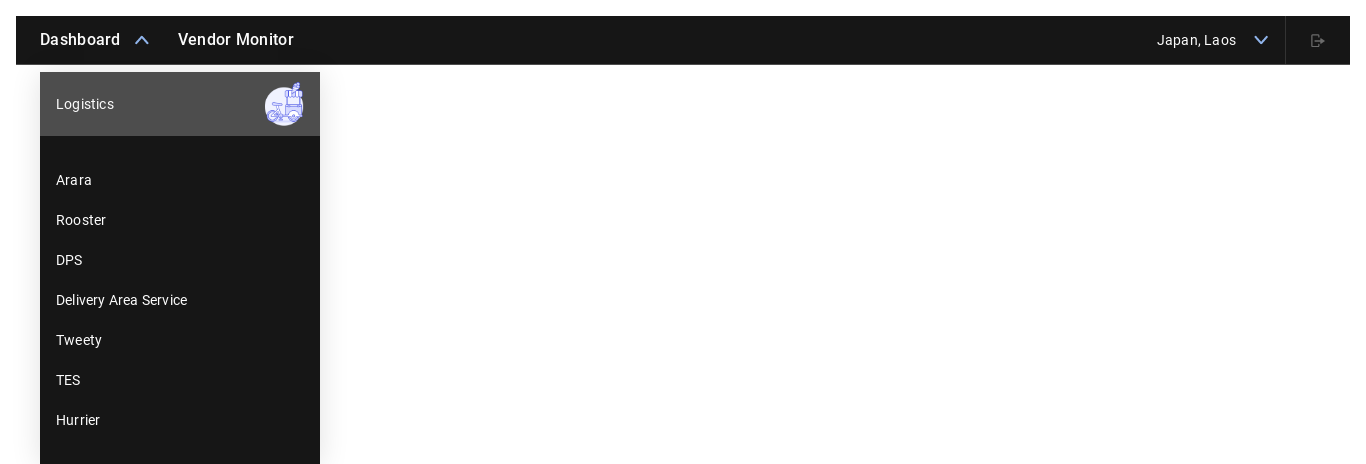 Dashboard Vendor Monitor Japan, Laos
Logistics
Arara
Rooster
DPS
Delivery Area Service
Tweety
TES
Hurrier